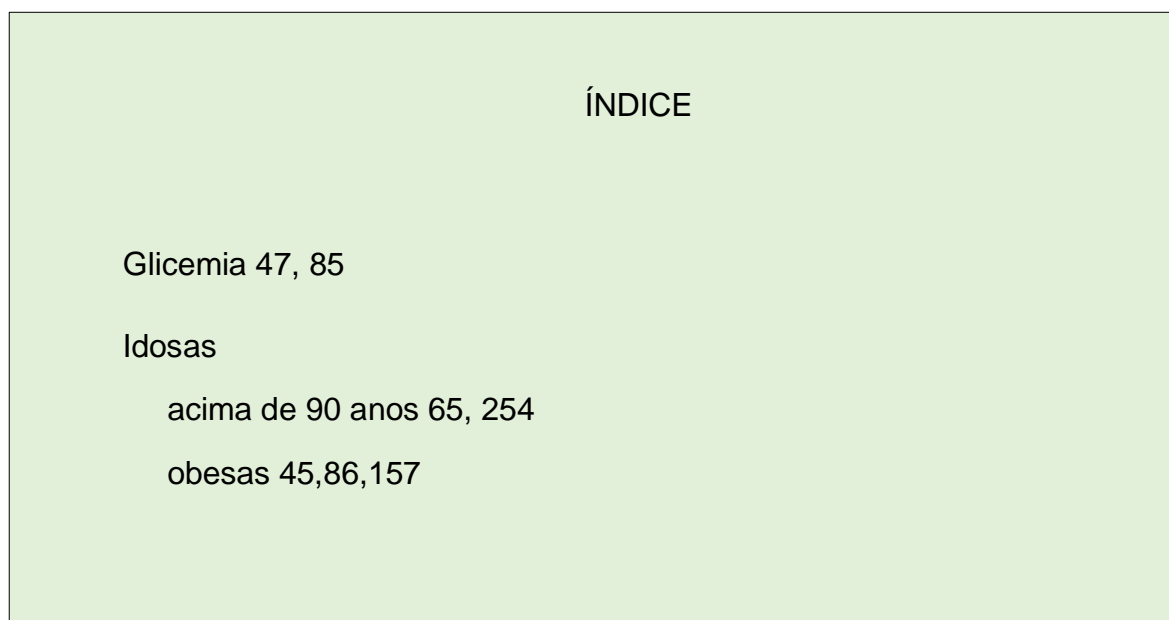 ÍNDICE
Glicemia 47, 85
Idosas
acima de 90 anos 65, 254
obesas 45,86,157